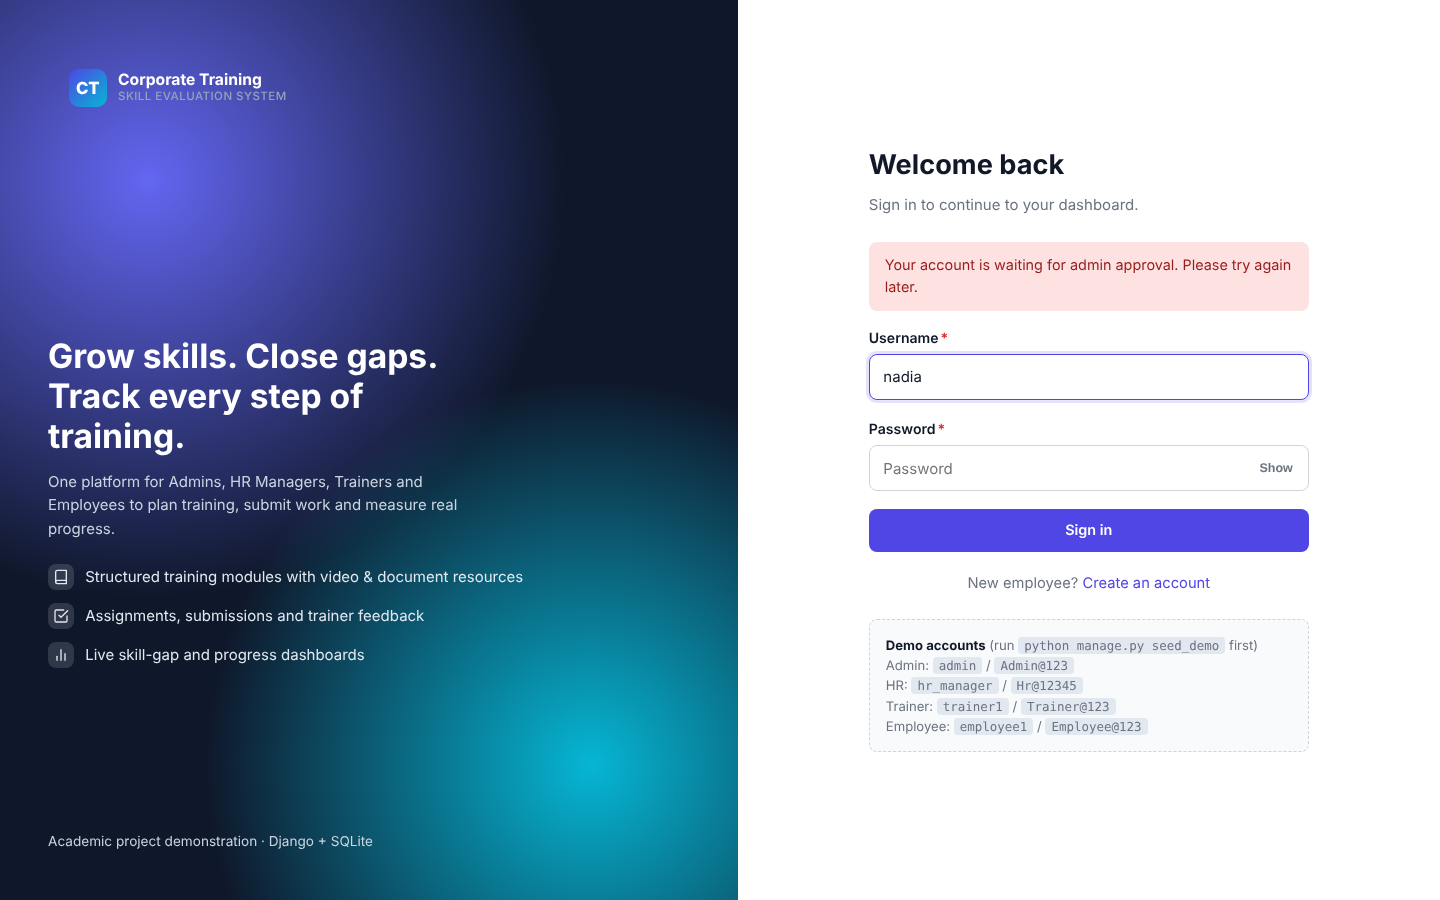 CT
Corporate Training
SKILL EVALUATION SYSTEM
Grow skills. Close gaps.
Track every step of
training.
One platform for Admins, HR Managers, Trainers and
Employees to plan training, submit work and measure real
progress.
Structured training modules with video & document resources
Assignments, submissions and trainer feedback
Live skill-gap and progress dashboards
Academic project demonstration · Django + SQLite
Welcome back
Sign in to continue to your dashboard.
Your account is waiting for admin approval. Please try again
later.
Username *
nadia
Password *
Password Show
Sign in
New employee? Create an account
Demo accounts (run python manage.py seed_demo first)
Admin: admin / Admin@123
HR: hr_manager / Hr@12345
Trainer: trainer1 / Trainer@123
Employee: employee1 / Employee@123